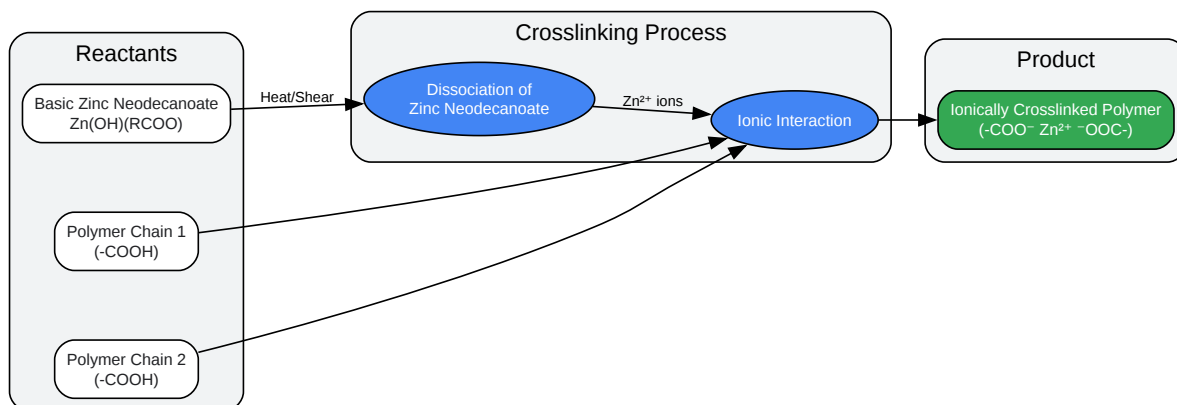 Reactants
Basic Zinc Neodecanoate
Zn(OH)(RCOO)
Polymer Chain 1
(-COOH)
Polymer Chain 2
(-COOH)
Heat/Shear
Crosslinking Process
Dissociation of
Zinc Neodecanoate
Zn²⁺ ions
Ionic Interaction
Product
Ionically Crosslinked Polymer
(-COO⁻ Zn²⁺ ⁻OOC-)